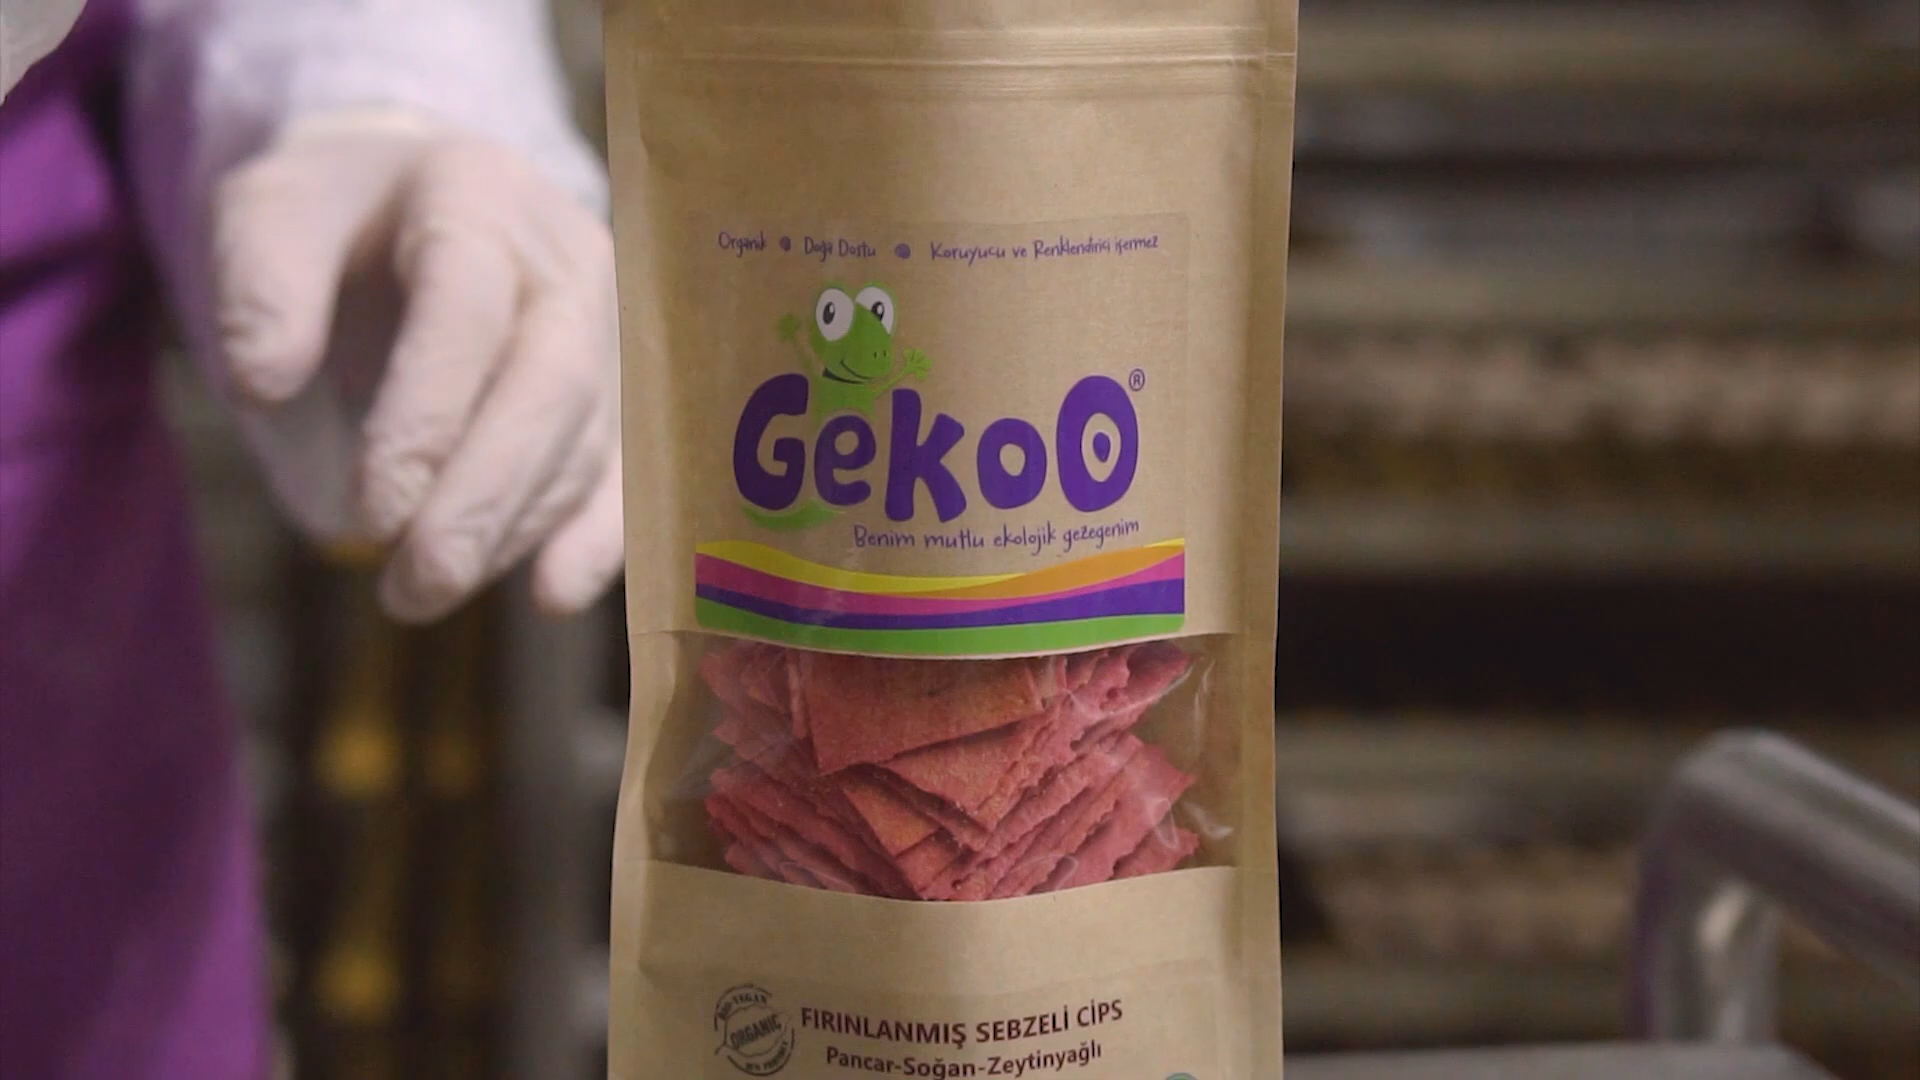 Organik Doğa Dostu Koruyucu ve Renklendirici içermez
GekoO®
Benim mutlu ekolojik gezegenim
ORGANIC
FIRINLANMIŞ SEBZELİ CİPS
Pancar-Soğan-Zeytinyağlı